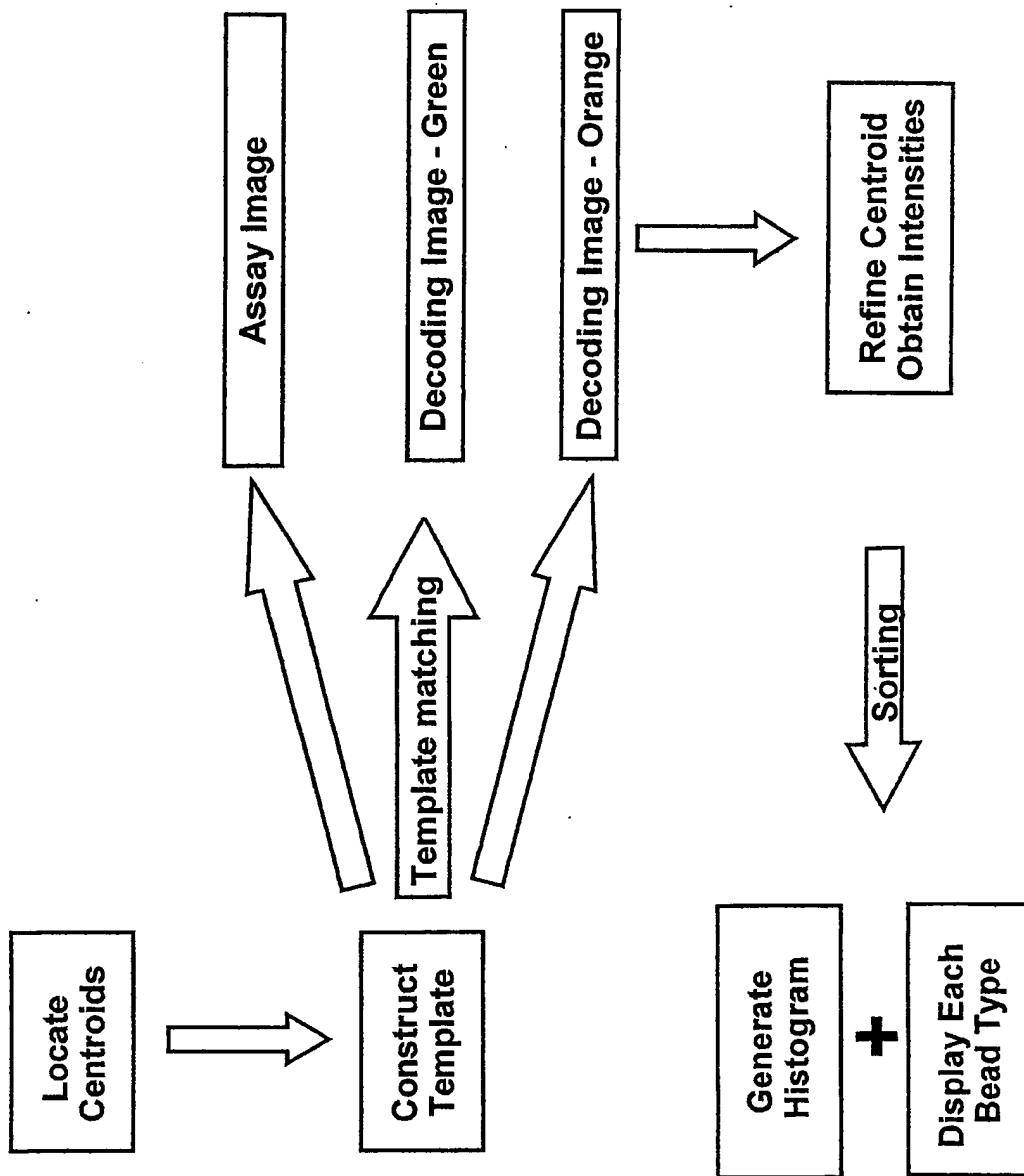 Locate
Centroids
Construct
Template
Template matching
Assay Image
Decoding Image - Green
Decoding Image - Orange
Refine Centroid
Obtain Intensities
Sorting
Generate
Histogram
+
Display Each
Bead Type